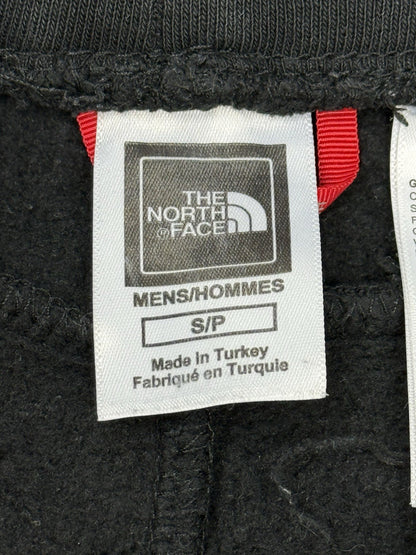 THE
NORTH
FACE
MENS/HOMMES
S/P
Made in Turkey
Fabriqué en Turquie